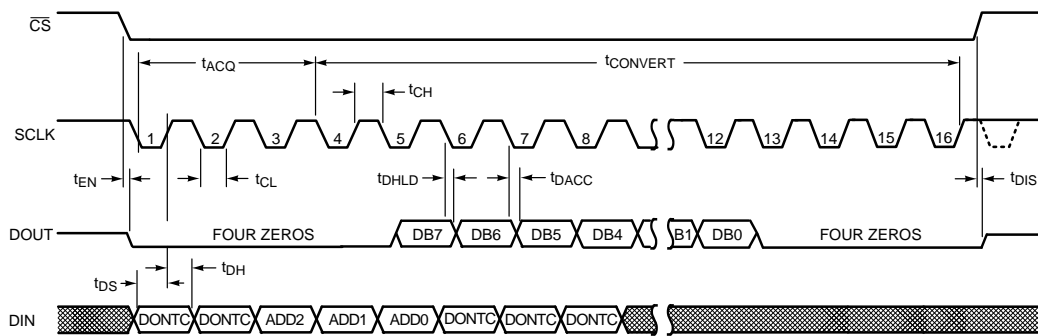 CS
tACQ
tCONVERT
tCH
SCLK
1 2 3 4 5 6 7 8 12 13 14 15 16
tEN
tCL
tDHLD
tDACC
tDIS
DOUT
FOUR ZEROS
DB7 DB6 DB5 DB4 B1 DB0
FOUR ZEROS
tDS
tDH
DIN
DONTC DONTC ADD2 ADD1 ADD0 DONTC DONTC DONTC